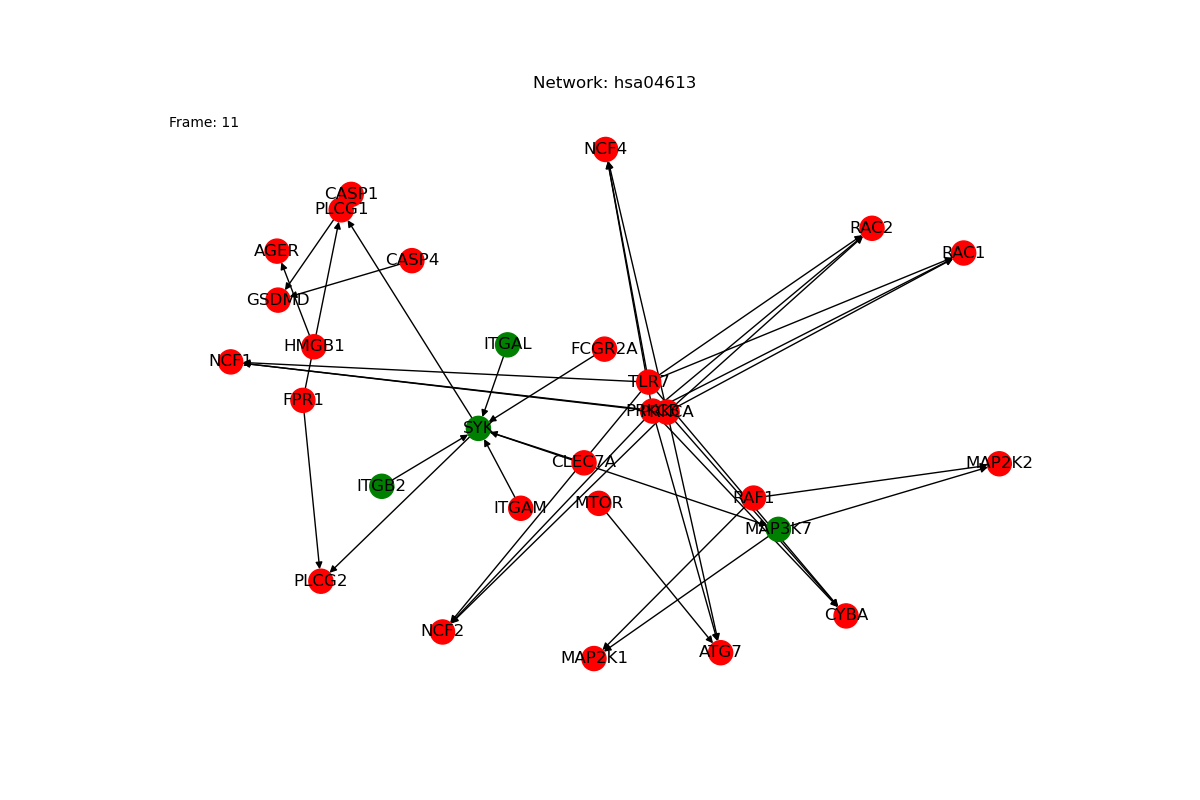 Network: hsa04613
Frame: 11
NCF4
CASP1
PLCG1
RAC2
AGER
RAC1
CASP4
GSDMD
ITGAL
HMGB1
FCGR2A
NCF1
TLR7
FPR1
PRKCA
SYK
CLEC7A
MAP2K2
ITGB2
RAF1
MTOR
ITGAM
MAP3K7
PLCG2
CYBA
NCF2
ATG7
MAP2K1